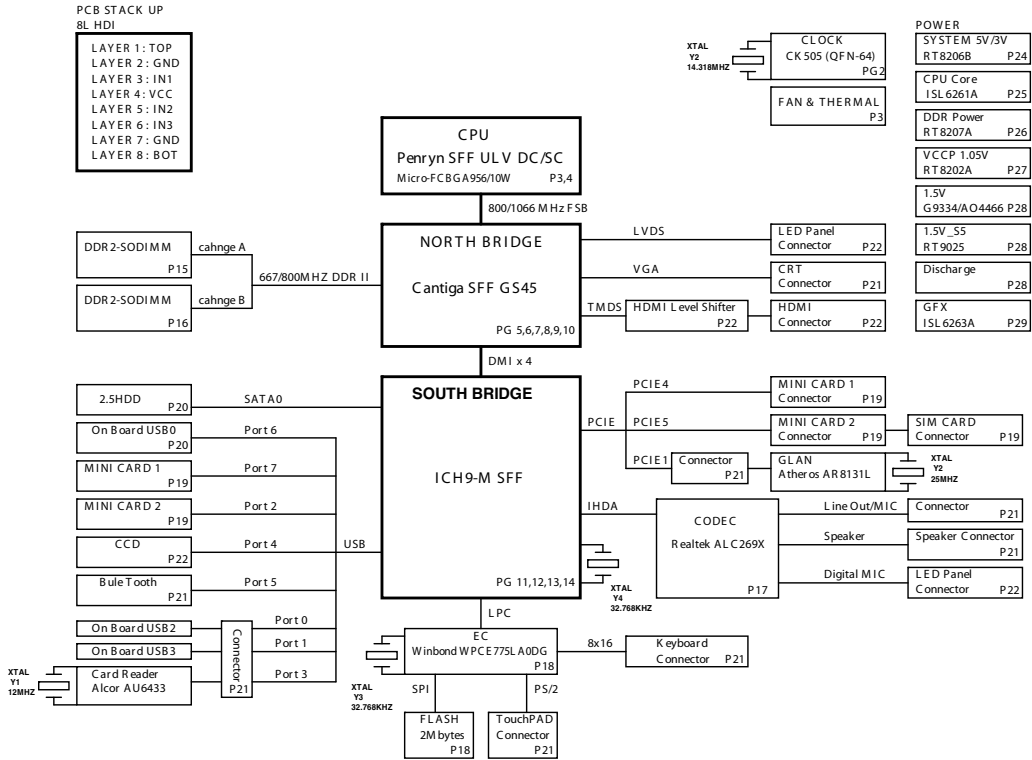 PCB STACK UP
8L HDI
LAYER 1 : TOP
LAYER 2 : GND
LAYER 3 : IN1
LAYER 4 : VCC
LAYER 5 : IN2
LAYER 6 : IN3
LAYER 7 : GND
LAYER 8 : BOT
XTAL
Y2
14.318MHZ
CLOCK
CK505 (QFN-64)
PG2
FAN & THERMAL
P3
POWER
SYSTEM 5V/3V
RT8206B P24
CPU Core
ISL6261A P25
DDR Power
RT8207A P26
VCCP 1.05V
RT8202A P27
1.5V
G9334/AO4466 P28
1.5V_S5
RT9025 P28
Discharge
P28
GFX
ISL6263A P29
CPU
Penryn SFF ULV DC/SC
Micro-FCBGA956/10W P3,4
800/1066 MHz FSB
NORTH BRIDGE
Cantiga SFF GS45
PG 5,6,7,8,9,10
DDR2-SODIMM
P15
cahnge A
DDR2-SODIMM
P16
cahnge B
667/800MHZ DDR II
LVDS
LED Panel
Connector P22
VGA
CRT
Connector P21
TMDS
HDMI Level Shifter
P22
HDMI
Connector P22
DMI x 4
SOUTH BRIDGE
ICH9-M SFF
PG 11,12,13,14
2.5HDD
P20
SATA0
On Board USB0
P20
Port 6
MINI CARD 1
P19
Port 7
MINI CARD 2
P19
Port 2
CCD
P22
Port 4
USB
Bule Tooth
P21
Port 5
On Board USB2
Port 0
On Board USB3
Port 1
Connector
P21
XTAL
Y1
12MHZ
Card Reader
Alcor AU6433
Port 3
PCIE
PCIE4
MINI CARD 1
Connector P19
PCIE5
MINI CARD 2
Connector P19
SIM CARD
Connector P19
PCIE1
Connector
P21
GLAN
Atheros AR8131L
XTAL
Y2
25MHZ
IHDA
CODEC
Realtek ALC269X
P17
Line Out/MIC
Connector
P21
Speaker
Speaker Connector
P21
Digital MIC
LED Panel
Connector P22
XTAL
Y4
32.768KHZ
LPC
EC
Winbond WPCE775LA0DG
P18
XTAL
Y3
32.768KHZ
8x16
Keyboard
Connector P21
SPI
PS/2
FLASH
2Mbytes
P18
TouchPAD
Connector
P21